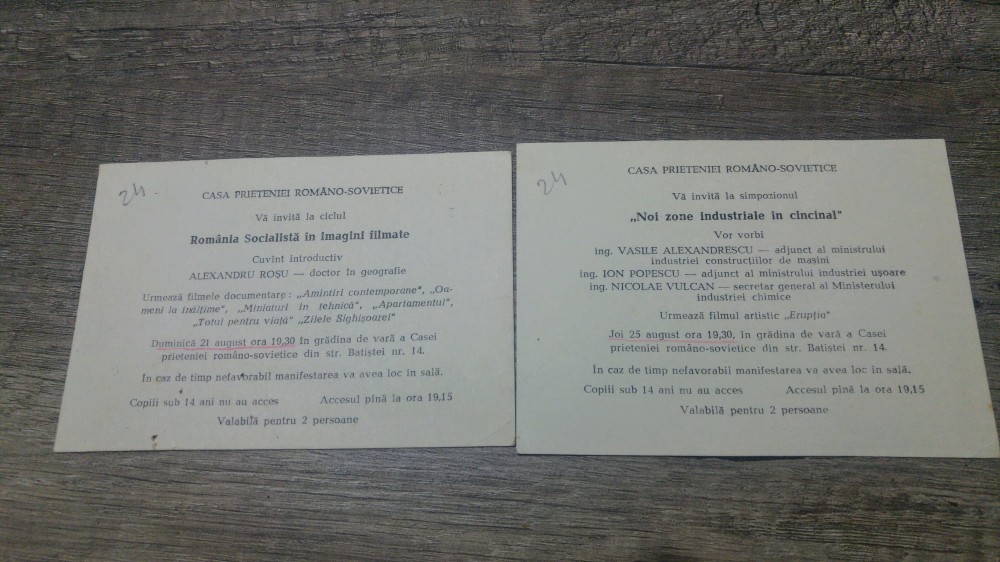 24
CASA PRIETENIEI ROMÂNO-SOVIETICE
Vă invită la ciclul
România Socialistă în imagini filmate
Cuvînt introductiv
ALEXANDRU ROȘU — doctor în geografie
Urmează filmele documentare: „Amintiri contemporane“, „Oa-
meni la înălțime“, „Miniaturi în tehnică“, „Apartamentul“,
„Totul pentru viață“ „Zilele Sighișoarei“
Duminică 21 august ora 19,30 în grădina de vară a Casei
prieteniei româno-sovietice din str. Batiștei nr. 14.
În caz de timp nefavorabil manifestarea va avea loc în sală.
Copiii sub 14 ani nu au acces Accesul pînă la ora 19,15
Valabilă pentru 2 persoane
24
CASA PRIETENIEI ROMÂNO-SOVIETICE
Vă invită la simpozionul
„Noi zone industriale în cincinal“
Vor vorbi
ing. VASILE ALEXANDRESCU — adjunct al ministrului
industriei construcțiilor de mașini
ing. ION POPESCU — adjunct al ministrului industriei ușoare
ing. NICOLAE VULCAN — secretar general al Ministerului
industriei chimice
Urmează filmul artistic „Erupția“
Joi 25 august ora 19,30, în grădina de vară a Casei
prieteniei româno-sovietice din str. Batiștei nr. 14.
În caz de timp nefavorabil manifestarea va avea loc în sală.
Copiii sub 14 ani nu au acces Accesul pînă la ora 19,15
Valabilă pentru 2 persoane